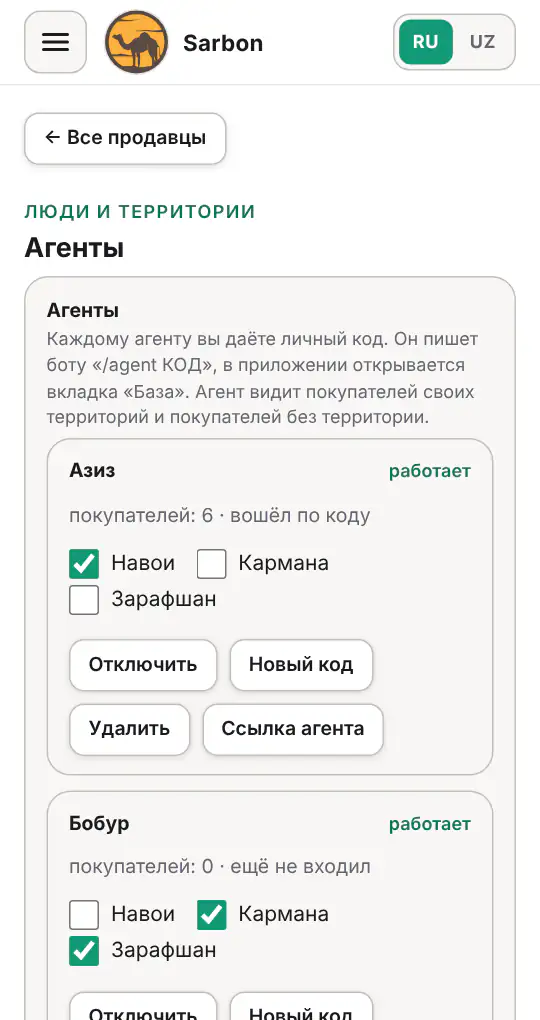 Sarbon
RU UZ
← Все продавцы
ЛЮДИ И ТЕРРИТОРИИ
Агенты
Агенты
Каждому агенту вы даёте личный код. Он пишет
боту «/agent КОД», в приложении открывается
вкладка «База». Агент видит покупателей своих
территорий и покупателей без территории.
Азиз работает
покупателей: 6 · вошёл по коду
Навои Кармана
Зарафшан
Отключить Новый код
Удалить Ссылка агента
Бобур работает
покупателей: 0 · ещё не входил
Навои Кармана
Зарафшан
Отключить Новый код